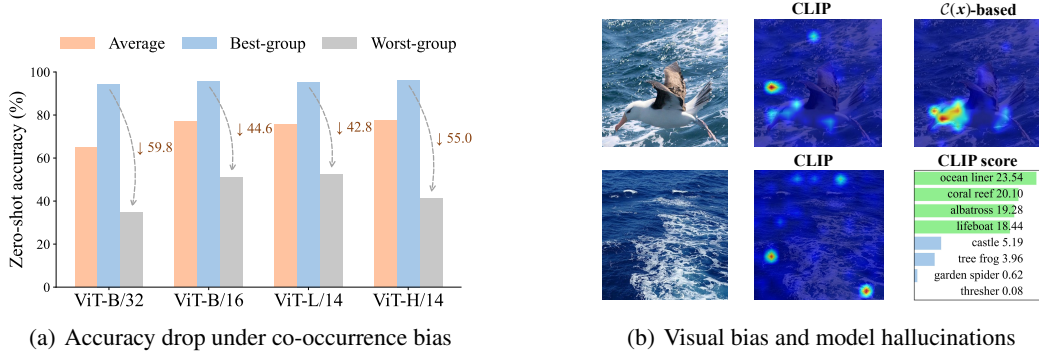 Average Best-group Worst-group
Zero-shot accuracy (%)
100
80
60
40
20
0
↓ 59.8
↓ 44.6
↓ 42.8
↓ 55.0
ViT-B/32 ViT-B/16 ViT-L/14 ViT-H/14
(a) Accuracy drop under co-occurrence bias
CLIP
𝒞(𝒙)-based
CLIP
CLIP score
ocean liner 23.54
coral reef 20.10
albatross 19.28
lifeboat 18.44
castle 5.19
tree frog 3.96
garden spider 0.62
thresher 0.08
(b) Visual bias and model hallucinations